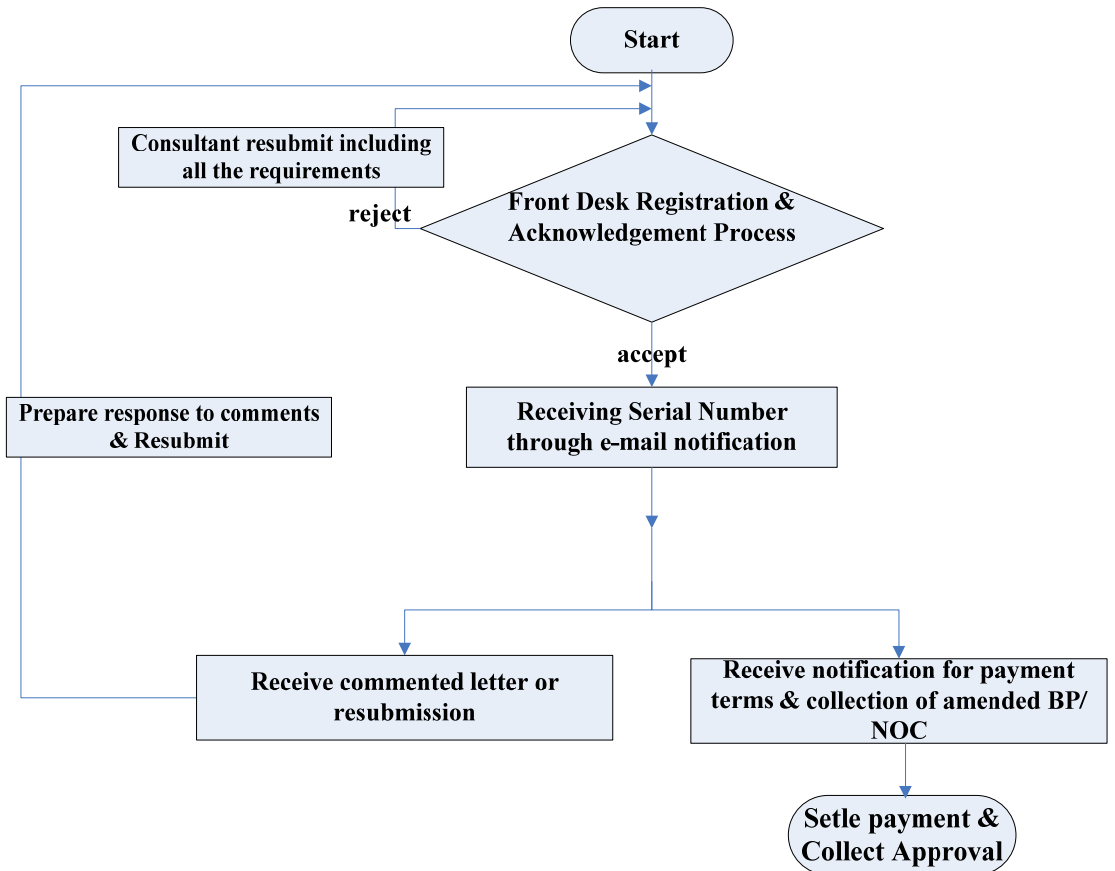 Start
Consultant resubmit including
all the requirements
Front Desk Registration &
Acknowledgement Process
reject
accept
Prepare response to comments
& Resubmit
Receiving Serial Number
through e-mail notification
Receive commented letter or
resubmission
Receive notification for payment
terms & collection of amended BP/
NOC
Setle payment &
Collect Approval